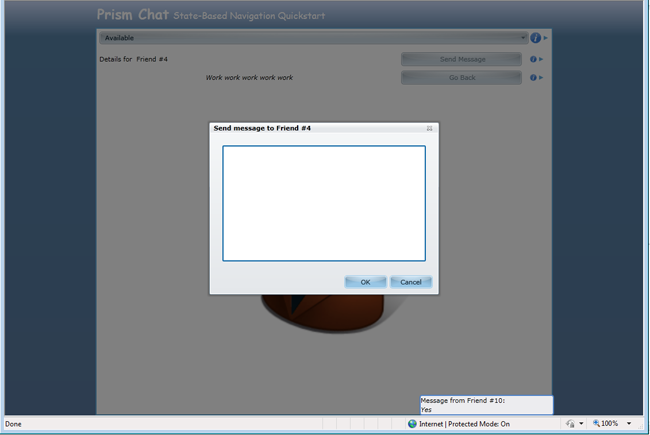 Prism Chat State-Based Navigation Quickstart
Available
Details for Friend #4
Send Message
Work work work work work
Go Back
Send message to Friend #4
OK
Cancel
Message from Friend #10:
Yes
Done
Internet | Protected Mode: On
100%